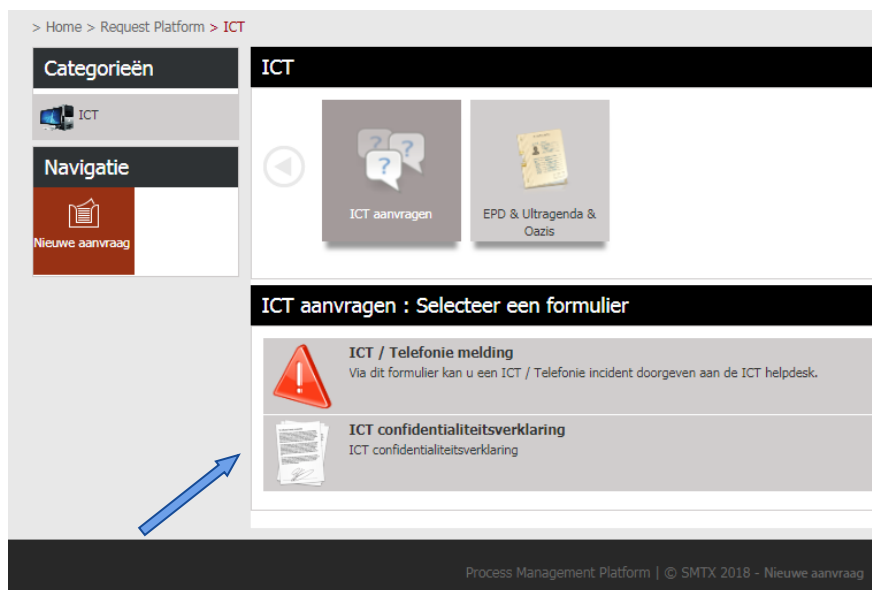 > Home > Request Platform > ICT
Categorieën
ICT
Navigatie
Nieuwe aanvraag
ICT
ICT aanvragen
EPD & Ultragenda &
Oazis
ICT aanvragen : Selecteer een formulier
ICT / Telefonie melding
Via dit formulier kan u een ICT / Telefonie incident doorgeven aan de ICT helpdesk.
ICT confidentialiteitsverklaring
ICT confidentialiteitsverklaring
Process Management Platform | © SMTX 2018 - Nieuwe aanvraag